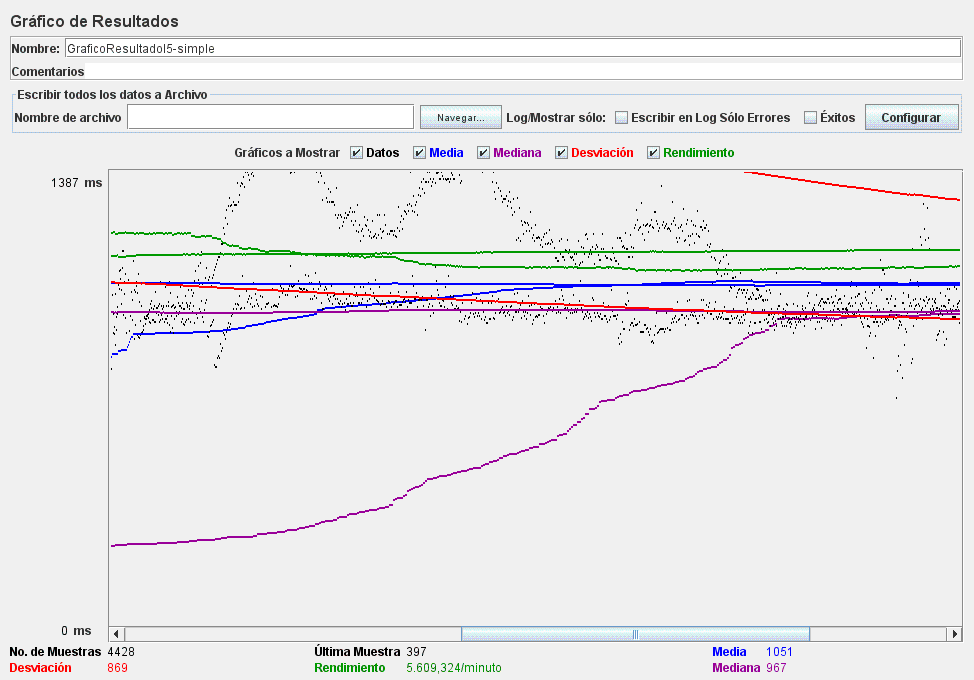 Gráfico de Resultados
Nombre: GraficoResultadoI5-simple
Comentarios
Escribir todos los datos a Archivo
Nombre de archivo Navegar... Log/Mostrar sólo: Escribir en Log Sólo Errores Éxitos Configurar
Gráficos a Mostrar Datos Media Mediana Desviación Rendimiento
1387 ms
0 ms
No. de Muestras 4428 Última Muestra 397 Media 1051
Desviación 869 Rendimiento 5.609,324/minuto Mediana 967